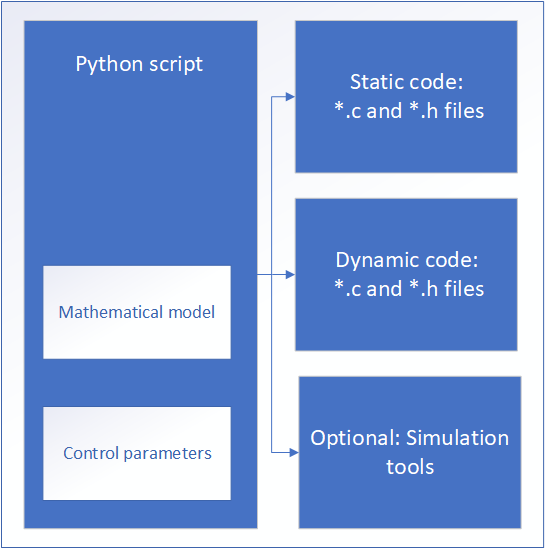 Python script
Mathematical model
Control parameters
Static code:
*.c and *.h files
Dynamic code:
*.c and *.h files
Optional: Simulation
tools